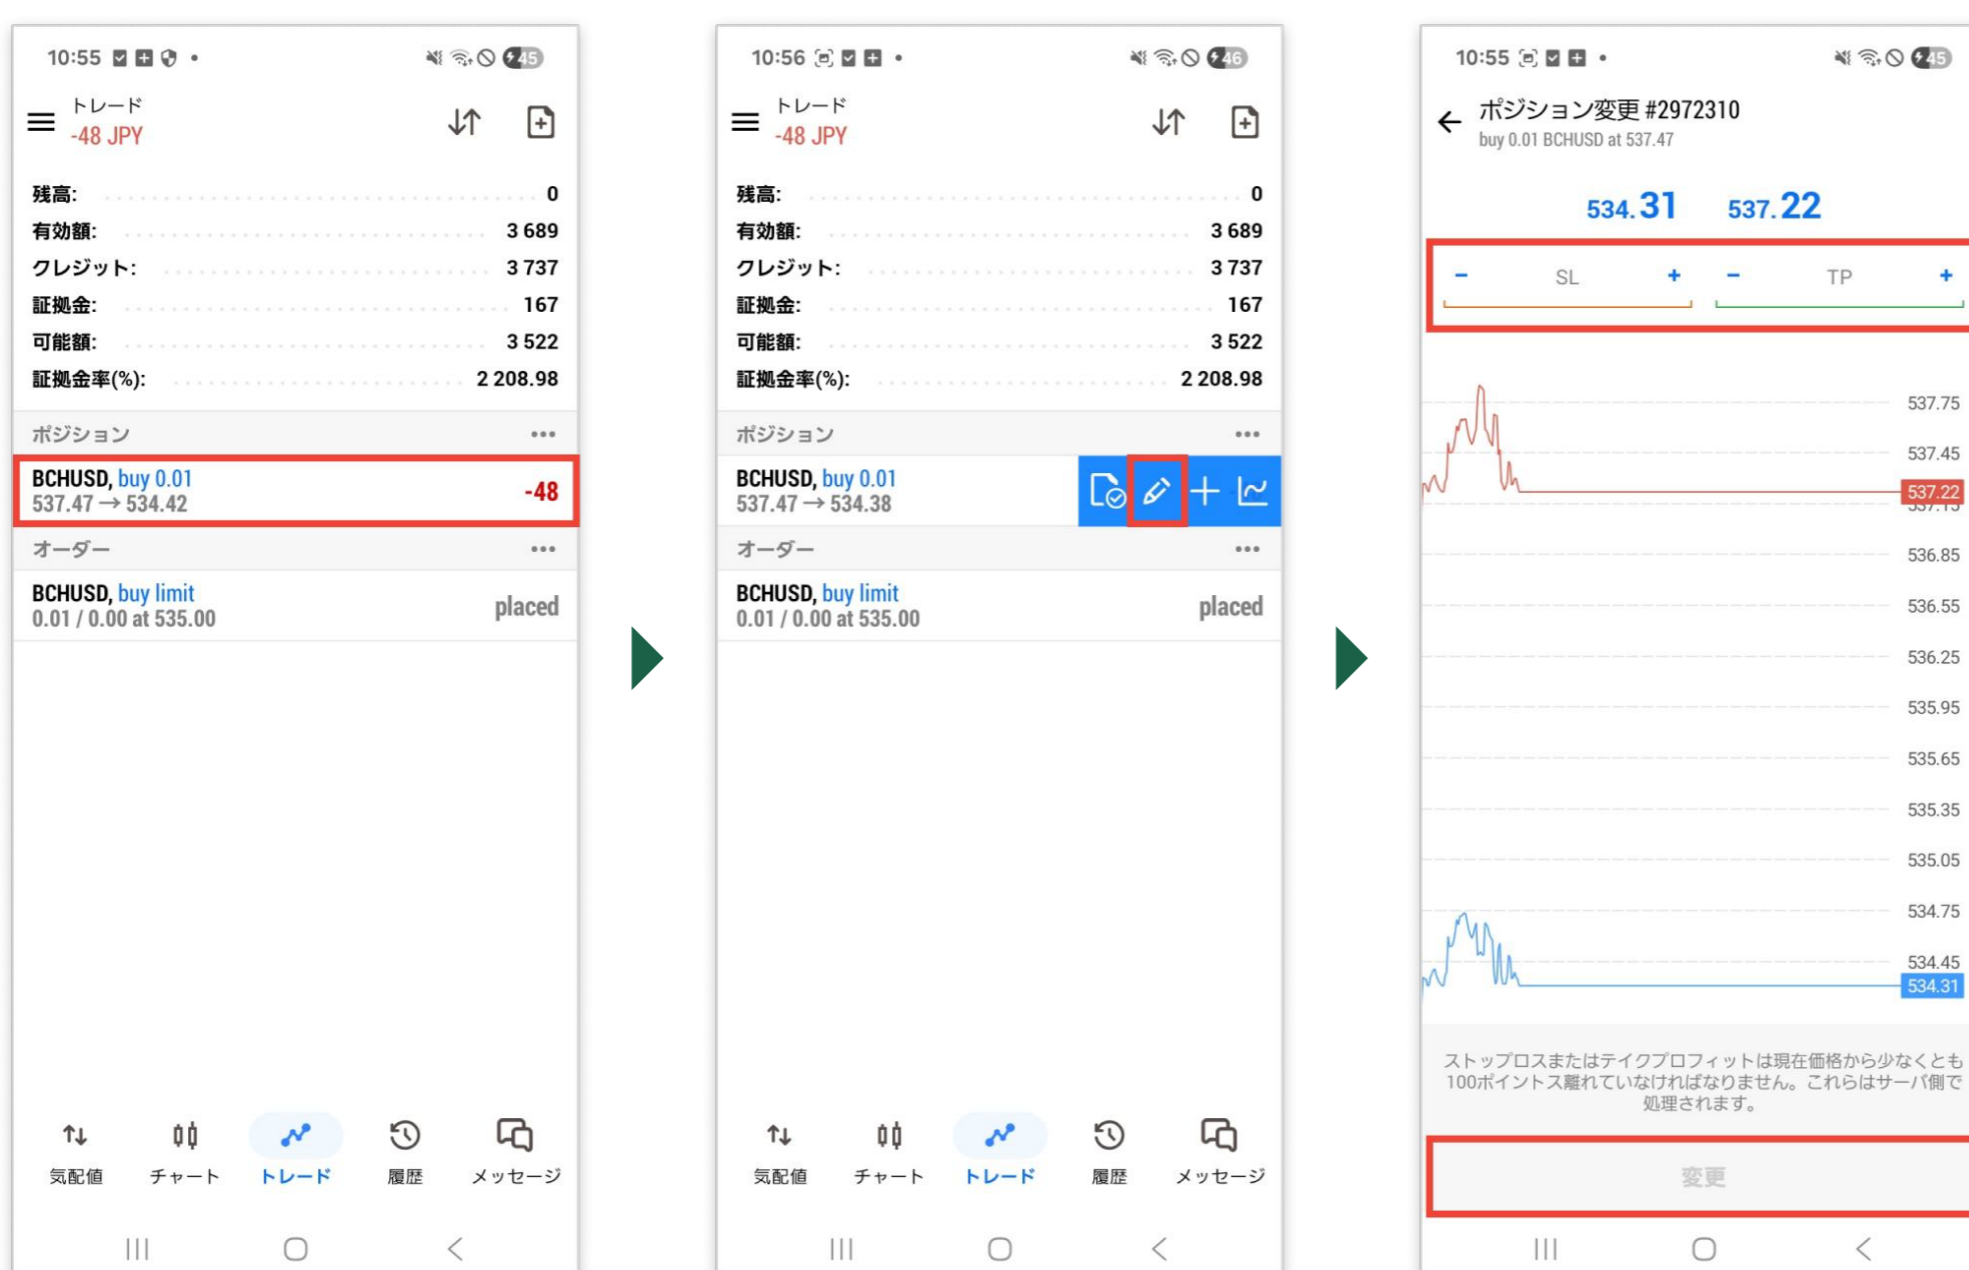 10:55
45
トレード
-48 JPY
残高: 0
有効額: 3 689
クレジット: 3 737
証拠金: 167
可能額: 3 522
証拠金率(%): 2 208.98
ポジション
BCHUSD, buy 0.01
537.47 → 534.42
-48
オーダー
BCHUSD, buy limit
0.01 / 0.00 at 535.00
placed
気配値
チャート
トレード
履歴
メッセージ
10:56
46
トレード
-48 JPY
残高: 0
有効額: 3 689
クレジット: 3 737
証拠金: 167
可能額: 3 522
証拠金率(%): 2 208.98
ポジション
BCHUSD, buy 0.01
537.47 → 534.38
オーダー
BCHUSD, buy limit
0.01 / 0.00 at 535.00
placed
気配値
チャート
トレード
履歴
メッセージ
10:55
45
ポジション変更 #2972310
buy 0.01 BCHUSD at 537.47
534.31 537.22
- SL + - TP +
537.75
537.45
537.22
537.15
536.85
536.55
536.25
535.95
535.65
535.35
535.05
534.75
534.45
534.31
ストップロスまたはテイクプロフィットは現在価格から少なくとも
100ポイントス離れていなければなりません。これらはサーバ側で
処理されます。
変更